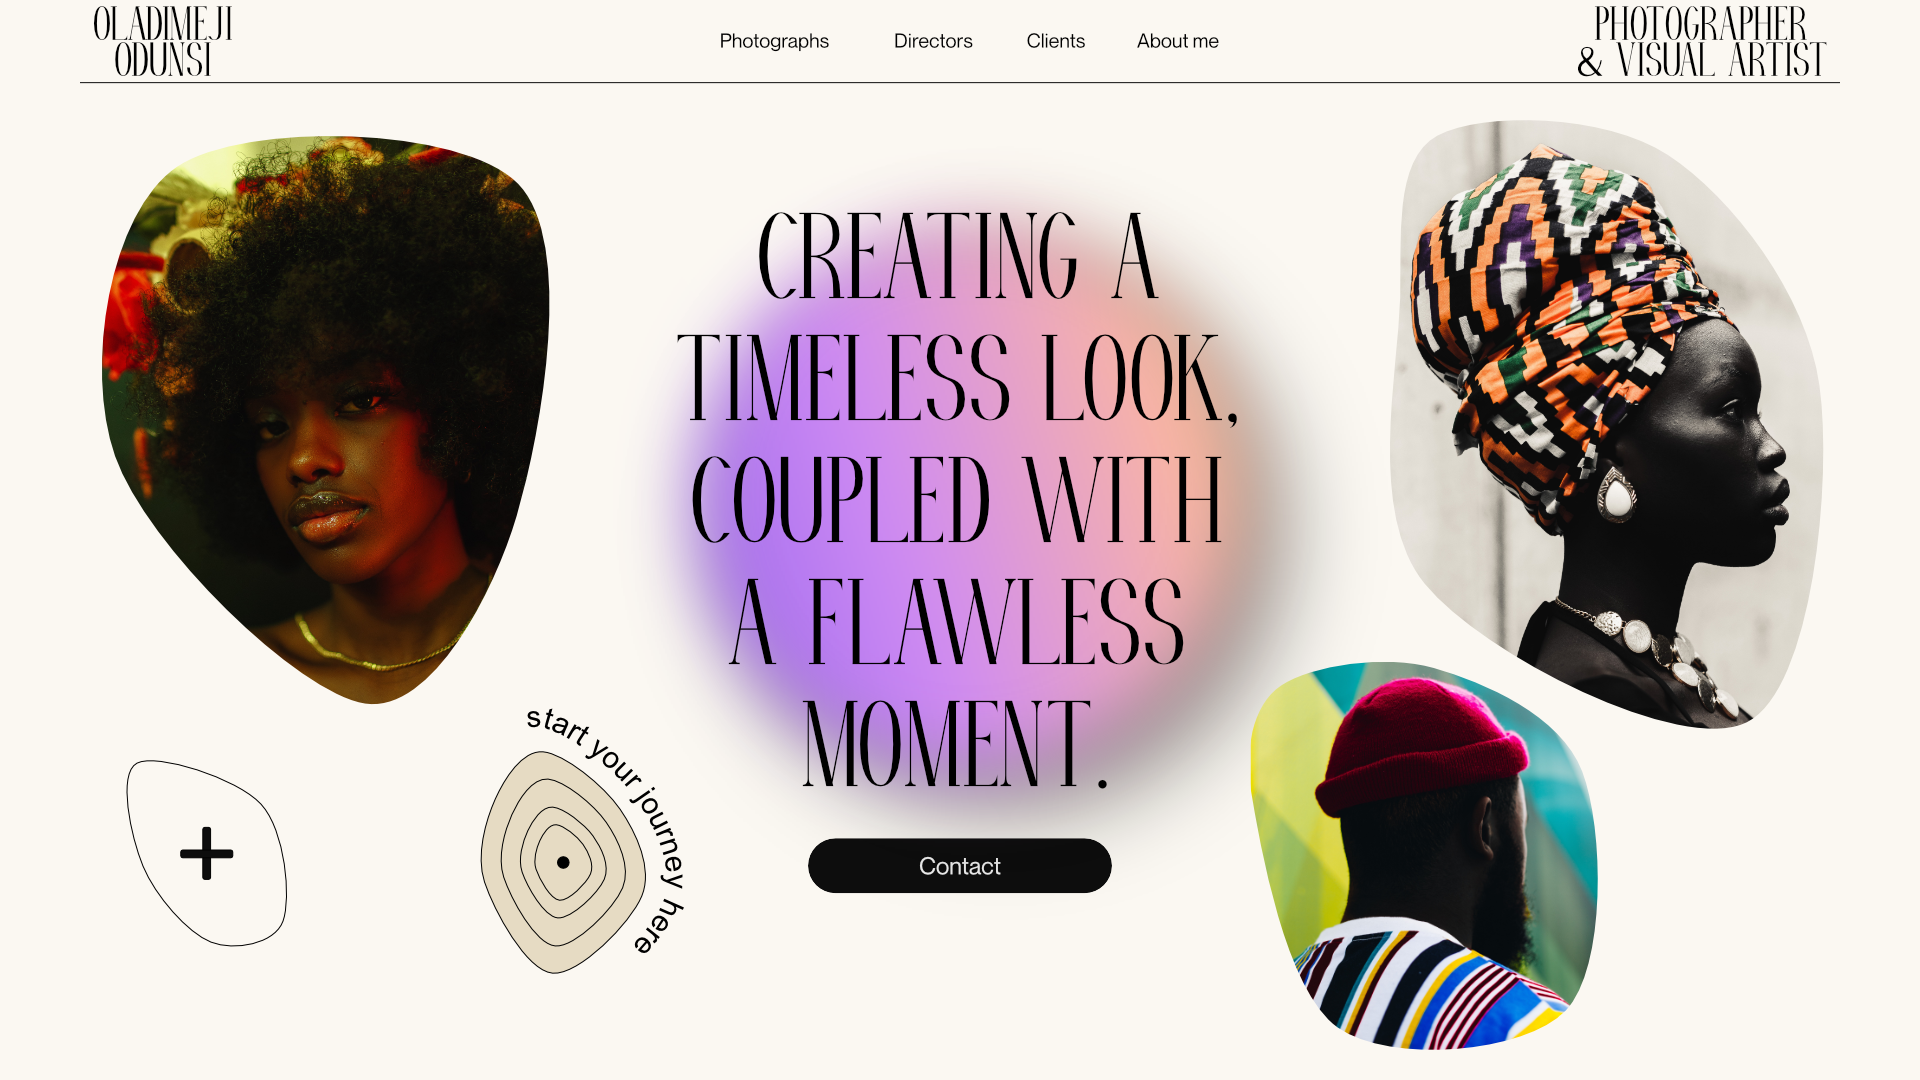 OLADIMEJI
ODUNSI
Photographs
Directors
Clients
About me
PHOTOGRAPHER
& VISUAL ARTIST
CREATING A
TIMELESS LOOK,
COUPLED WITH
A FLAWLESS
MOMENT.
start your journey here
Contact